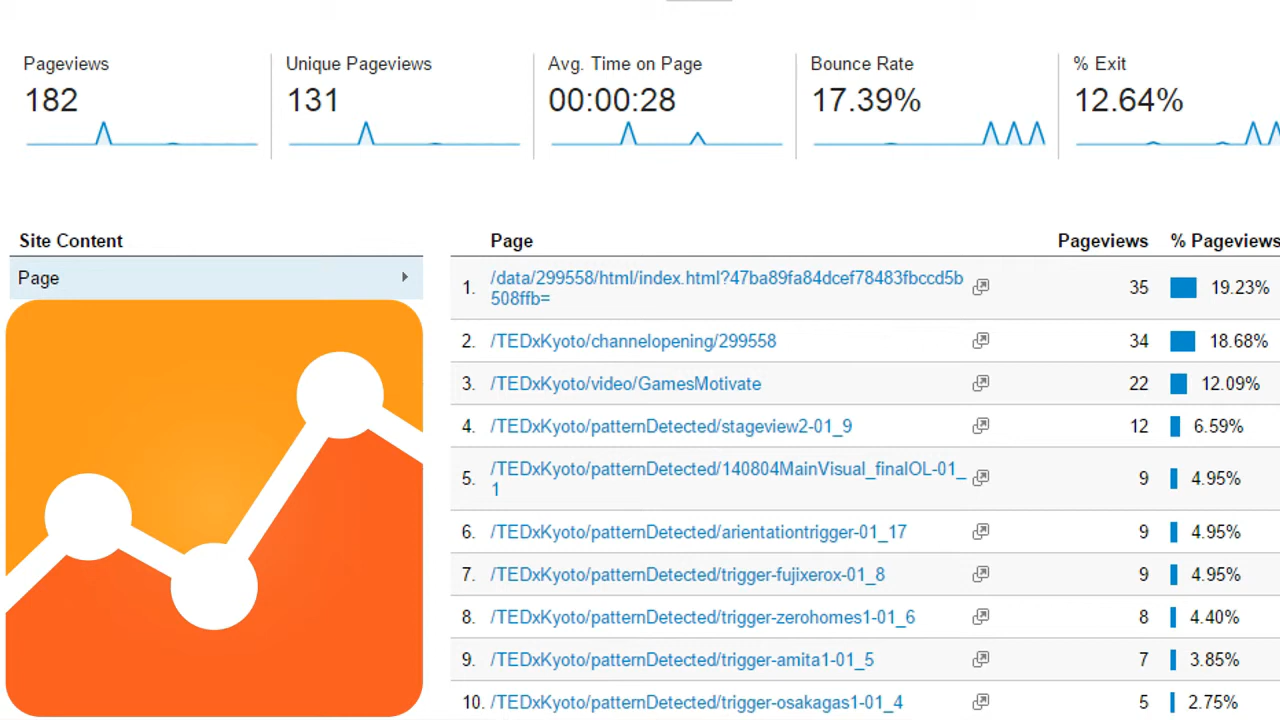 Pageviews
182
Unique Pageviews
131
Avg. Time on Page
00:00:28
Bounce Rate
17.39%
% Exit
12.64%
Site Content
Page
Page Pageviews % Pageviews
1. /data/299558/html/index.html?47ba89fa84dcef78483fbccd5b
508ffb= 35 19.23%
2. /TEDxKyoto/channelopening/299558 34 18.68%
3. /TEDxKyoto/video/GamesMotivate 22 12.09%
4. /TEDxKyoto/patternDetected/stageview2-01_9 12 6.59%
5. /TEDxKyoto/patternDetected/140804MainVisual_finalOL-01_
1 9 4.95%
6. /TEDxKyoto/patternDetected/arientationtrigger-01_17 9 4.95%
7. /TEDxKyoto/patternDetected/trigger-fujixerox-01_8 9 4.95%
8. /TEDxKyoto/patternDetected/trigger-zerohomes1-01_6 8 4.40%
9. /TEDxKyoto/patternDetected/trigger-amita1-01_5 7 3.85%
10. /TEDxKyoto/patternDetected/trigger-osakagas1-01_4 5 2.75%